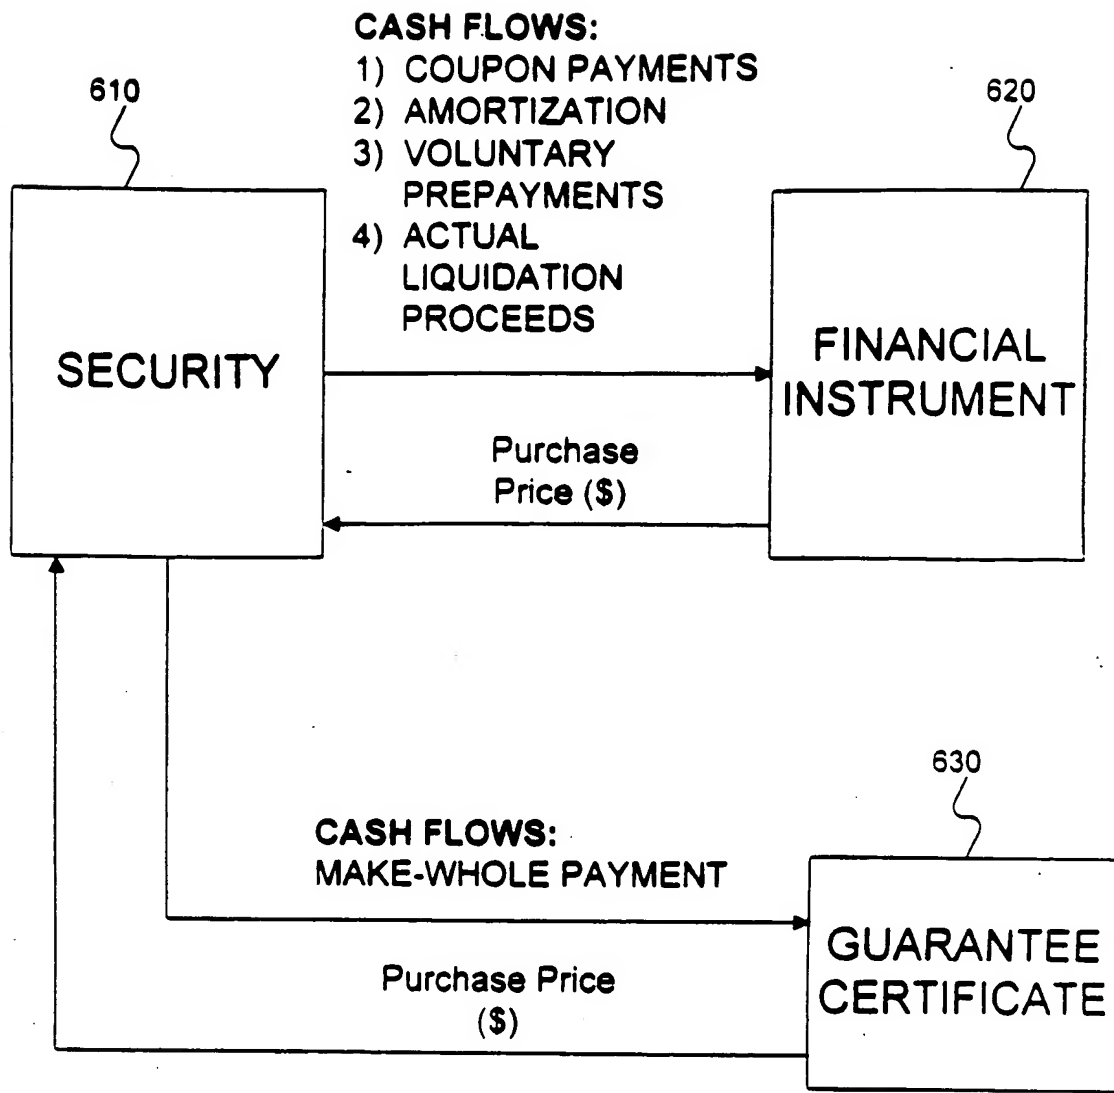 CASH FLOWS:
1) COUPON PAYMENTS
2) AMORTIZATION
3) VOLUNTARY
PREPAYMENTS
4) ACTUAL
LIQUIDATION
PROCEEDS
610
620
SECURITY
FINANCIAL
INSTRUMENT
Purchase
Price ($)
630
CASH FLOWS:
MAKE-WHOLE PAYMENT
GUARANTEE
CERTIFICATE
Purchase Price
($)